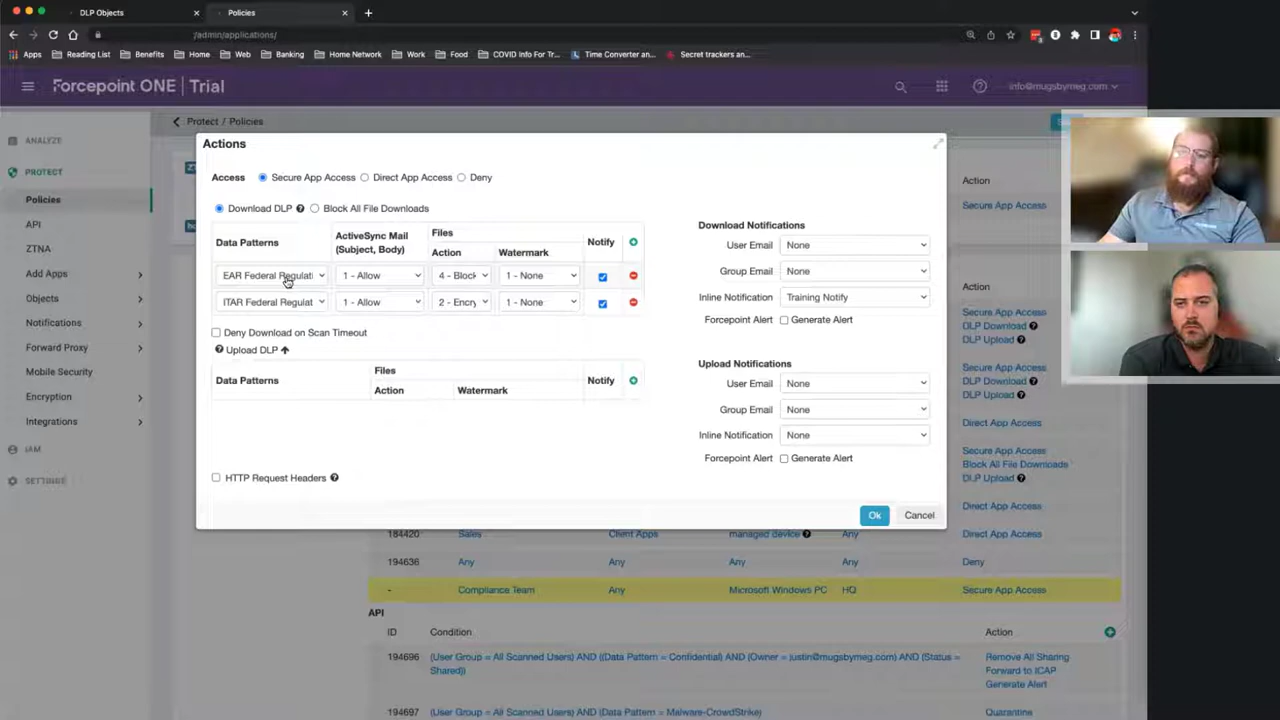 DLP Objects
Policies
/admin/applications/
Apps Reading List Benefits Home Web Banking Home Network Work Food COVID Info For T... Time Converter an... Secret trackers an...
Forcepoint ONE | Trial
info@mugsbymeg.com
ANALYZE
PROTECT
Policies
API
ZTNA
Add Apps
Objects
Notifications
Forward Proxy
Mobile Security
Encryption
Integrations
IAM
SETTINGS
Protect / Policies
Actions
Access Secure App Access Direct App Access Deny
Download DLP Block All File Downloads
Data Patterns ActiveSync Mail (Subject, Body) Files Notify
Action Watermark
EAR Federal Regulati 1 - Allow 4 - Block 1 - None
ITAR Federal Regulat 1 - Allow 2 - Encry 1 - None
Deny Download on Scan Timeout
Upload DLP
Data Patterns Files Notify
Action Watermark
HTTP Request Headers
Download Notifications
User Email None
Group Email None
Inline Notification Training Notify
Forcepoint Alert Generate Alert
Upload Notifications
User Email None
Group Email None
Inline Notification None
Forcepoint Alert Generate Alert
Ok Cancel
Action
Secure App Access
Action
Secure App Access
DLP Download
DLP Upload
Secure App Access
DLP Download
DLP Upload
Direct App Access
Secure App Access
Block All File Downloads
DLP Upload
Direct App Access
184420 Sales Client Apps managed device Any Direct App Access
194636 Any Any Any Any Deny
- Compliance Team Any Microsoft Windows PC HQ Secure App Access
API
ID Condition Action
194696 (User Group = All Scanned Users) AND ((Data Pattern = Confidential) AND (Owner = justin@mugsbymeg.com) AND (Status =
Shared))
Remove All Sharing
Forward to ICAP
Generate Alert
194697 (User Group = All Scanned Users) AND (Data Pattern = Malware-CrowdStrike) Quarantine